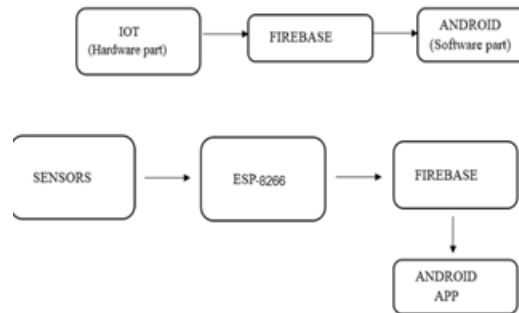 IOT
(Hardware part)
FIREBASE
ANDROID
(Software part)
SENSORS
ESP-8266
FIREBASE
ANDROID
APP